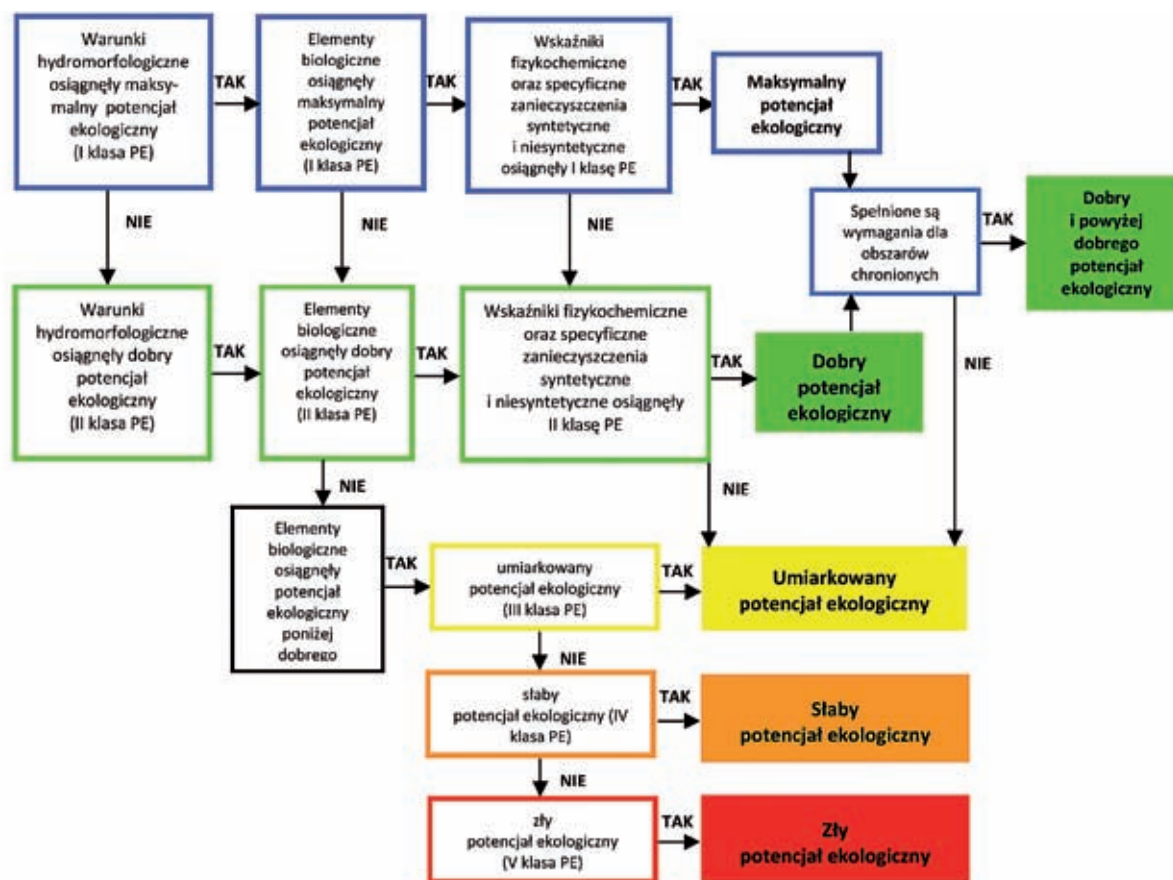 Warunki
hydromorfologiczne
osiągnęły maksy-
malny potencjał
ekologiczny
(I klasa PE)
TAK
Elementy
biologiczne
osiągnęły
maksymalny
potencjał
ekologiczny
(I klasa PE)
TAK
Wskaźniki
fizykochemiczne
oraz specyficzne
zanieczyszczenia
syntetyczne
i niesyntetyczne
osiągnęły I klasę PE
TAK
Maksymalny
potencjał
ekologiczny
NIE
NIE
NIE
Spełnione są
wymagania dla
obszarów
chronionych
TAK
Dobry
i powyżej
dobrego
potencjał
ekologiczny
Warunki
hydromorfologiczne
osiągnęły dobry
potencjał
ekologiczny
(II klasa PE)
TAK
Elementy
biologiczne
osiągnęły dobry
potencjał
ekologiczny
(II klasa PE)
TAK
Wskaźniki fizykochemiczne
oraz specyficzne
zanieczyszczenia
syntetyczne
i niesyntetyczne osiągnęły
II klasę PE
TAK
Dobry
potencjał
ekologiczny
NIE
NIE
NIE
Elementy
biologiczne
osiągnęły
potencjał
ekologiczny
poniżej
dobrego
TAK
umiarkowany
potencjał ekologiczny
(III klasa PE)
TAK
Umiarkowany
potencjał ekologiczny
NIE
słaby
potencjał ekologiczny (IV
klasa PE)
TAK
Słaby
potencjał ekologiczny
NIE
zły
potencjał ekologiczny
(V klasa PE)
TAK
Zły
potencjał ekologiczny